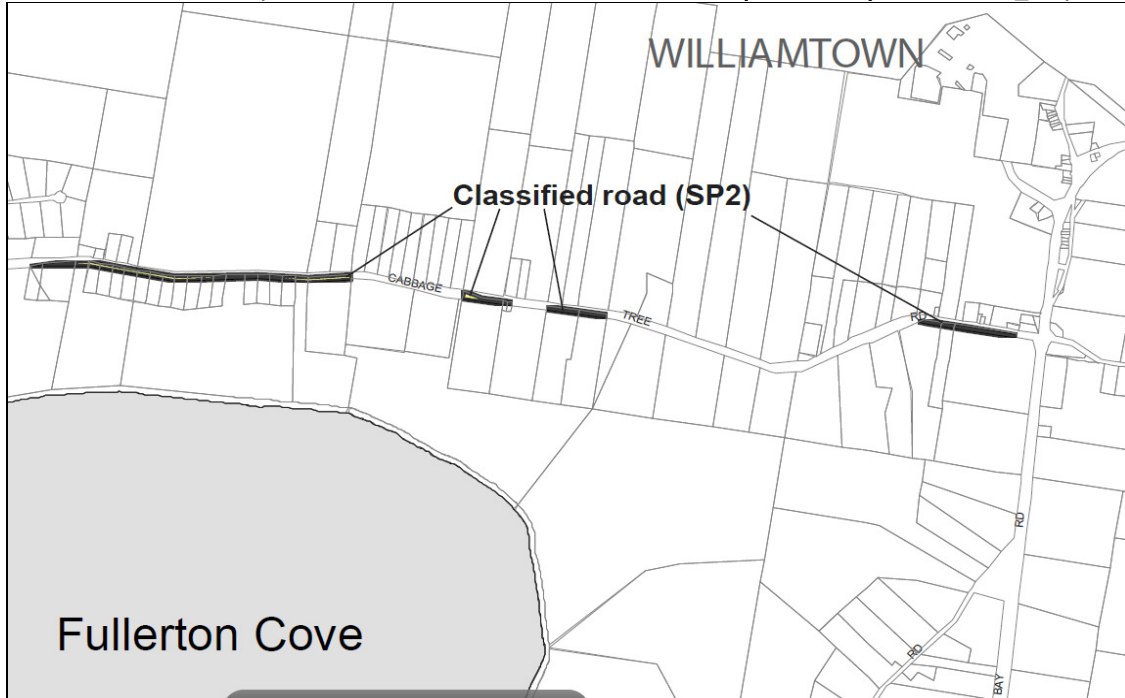 WILLIAMTOWN
Classified road (SP2)
CABBAGE
TREE
RD
RD
Fullerton Cove
RD
BAY